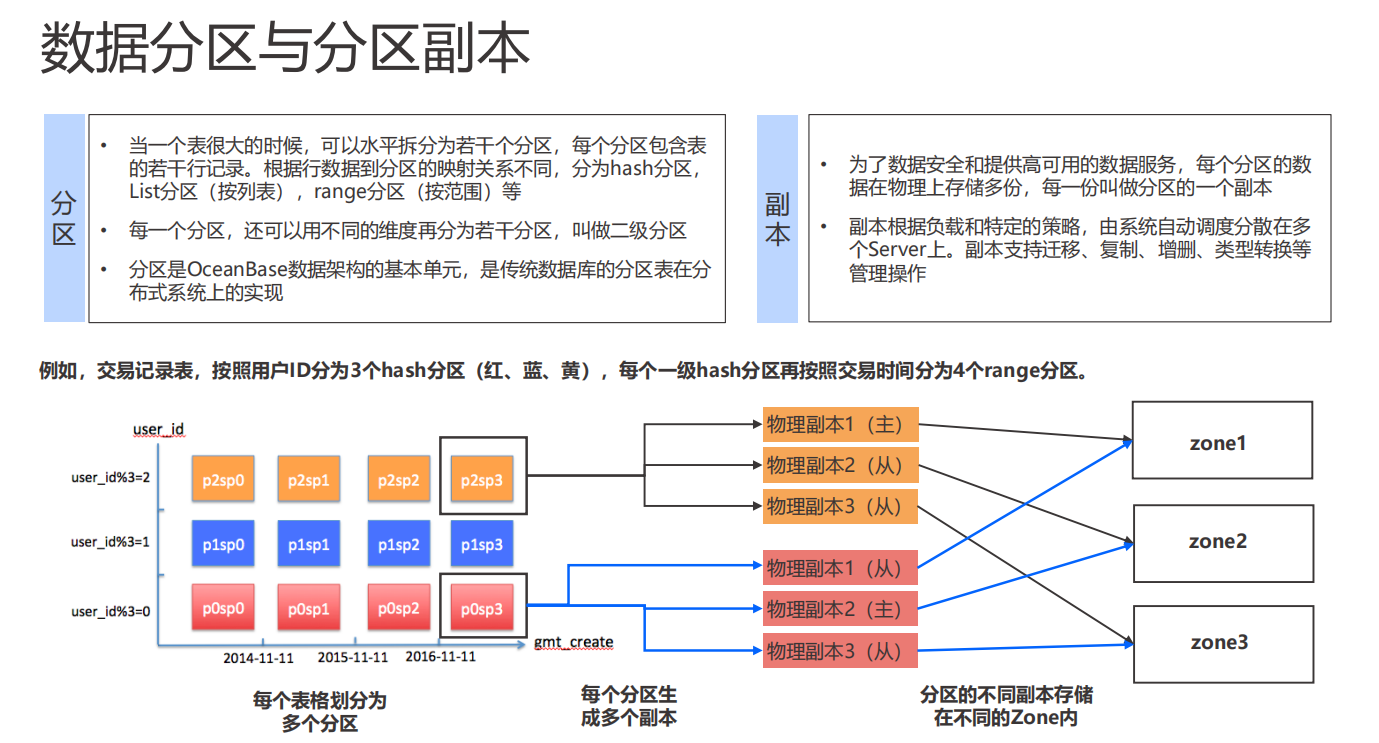 数据分区与分区副本
分区
• 当一个表很大的时候，可以水平拆分为若干个分区，每个分区包含表
的若干行记录。根据行数据到分区的映射关系不同，分为hash分区，
List分区（按列表）, range分区（按范围）等
• 每一个分区，还可以用不同的维度再分为若干分区，叫做二级分区
• 分区是OceanBase数据架构的基本单元，是传统数据库的分区表在分
布式系统上的实现
副本
• 为了数据安全和提供高可用的数据服务，每个分区的数
据在物理上存储多份，每一份叫做分区的一个副本
• 副本根据负载和特定的策略，由系统自动调度分散在多
个Server上。副本支持迁移、复制、增删、类型转换等
管理操作
例如，交易记录表，按照用户ID分为3个hash分区（红、蓝、黄）, 每个一级hash分区再按照交易时间分为4个range分区。
user_id
user_id%3=2
p2sp0
p2sp1
p2sp2
p2sp3
user_id%3=1
p1sp0
p1sp1
p1sp2
p1sp3
user_id%3=0
p0sp0
p0sp1
p0sp2
p0sp3
gmt_create
2014-11-11
2015-11-11
2016-11-11
每个表格划分为
多个分区
物理副本1（主）
物理副本2（从）
物理副本3（从）
物理副本1（从）
物理副本2（主）
物理副本3（从）
每个分区生
成多个副本
zone1
zone2
zone3
分区的不同副本存储
在不同的Zone内